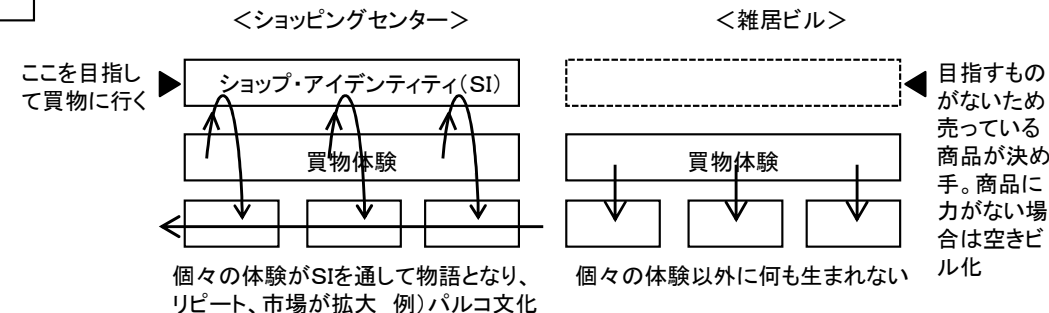 <ショッピングセンター>
<雑居ビル>
ここを目指し
て買物に行く
ショップ・アイデンティティ(SI)
買物体験
買物体験
目指すもの
がないため
売っている
商品が決め
手。商品に
力がない場
合は空きビ
ル化
個々の体験がSIを通して物語となり、
リピート、市場が拡大 例)パルコ文化
個々の体験以外に何も生まれない